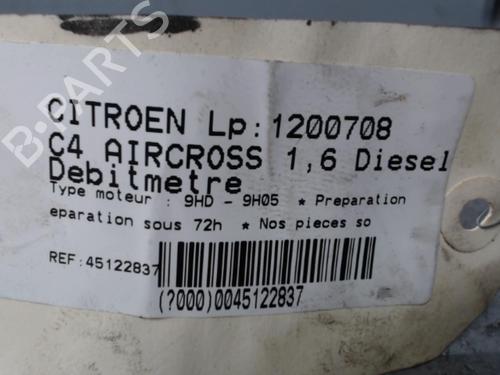 CITROEN Lp:1200708
C4 AIRCROSS 1,6 Diesel
Debitmetre
Type moteur : 9HD - 9H05 * Preparation
eparation sous 72h * Nos pieces so
REF:45122837
(?000)0045122837
B-PARTS